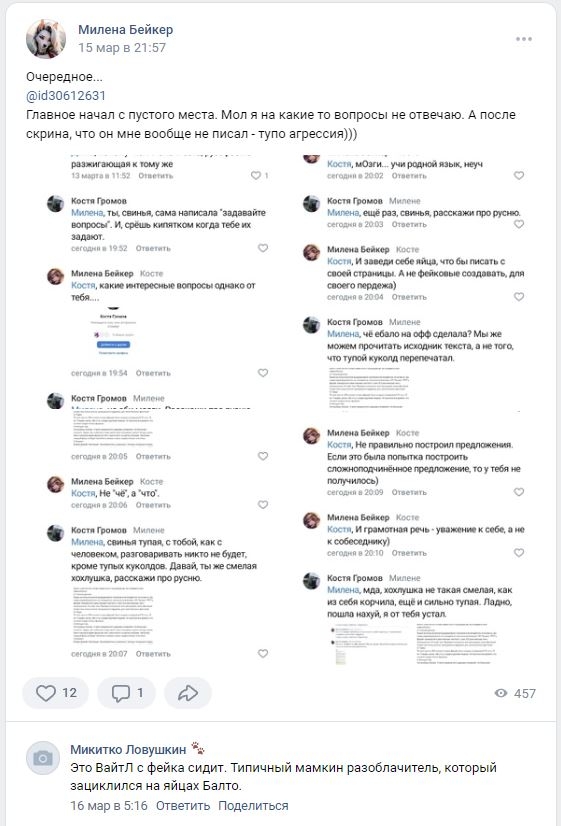 Милена Бейкер
15 мар в 21:57
Очередное...
@id30612631
Главное начал с пустого места. Мол я на какие то вопросы не отвечаю. А после
скрина, что он мне вообще не писал - тупо агрессия)))
разжигающая к тому же
13 марта в 11:52 Ответить 1
Костя Громов
Милена, ты, свинья, сама написала "задавайте
вопросы". И, срёшь кипятком когда тебе их
задают.
сегодня в 19:52 Ответить
Милена Бейкер Косте
Костя, какие интересные вопросы однако от
тебя....
Костя Громов
сегодня в 19:54 Ответить
Костя Громов Милене
сегодня в 20:05 Ответить
Милена Бейкер Косте
Костя, Не "чё", а "что".
сегодня в 20:06 Ответить
Костя Громов Милене
Милена, свинья тупая, с тобой, как с
человеком, разговаривать никто не будет,
кроме тупых куколдов. Давай, ты же смелая
хохлушка, расскажи про русню.
сегодня в 20:07 Ответить
Костя, мОзги... учи родной язык, неуч
сегодня в 20:02 Ответить
Костя Громов Милене
Милена, ещё раз, свинья, расскажи про русню.
сегодня в 20:03 Ответить
Милена Бейкер Косте
Костя, И заведи себе яйца, что бы писать с
своей страницы. А не фейковые создавать, для
своего пердежа)
сегодня в 20:04 Ответить
Костя Громов Милене
Милена, чё ебало на офф сделала? Мы же
можем прочитать исходник текста, а не того,
что тупой куколд перепечатал.
Милена Бейкер Косте
Костя, Не правильно построил предложения.
Если это была попытка построить
сложноподчинённое предложение, то у тебя не
получилось)
сегодня в 20:09 Ответить
Милена Бейкер Косте
Костя, И грамотная речь - уважение к себе, а не
к собеседнику)
сегодня в 20:10 Ответить
Костя Громов Милене
Милена, мда, хохлушка не такая смелая, как
из себя корчила, ещё и сильно тупая. Ладно,
пошла нахуй, я от тебя устал.
12 1 457
Микитко Ловушкин
Это ВайтЛ с фейка сидит. Типичный мамкин разоблачитель, который
зациклился на яйцах Балто.
16 мар в 5:16 Ответить Поделиться